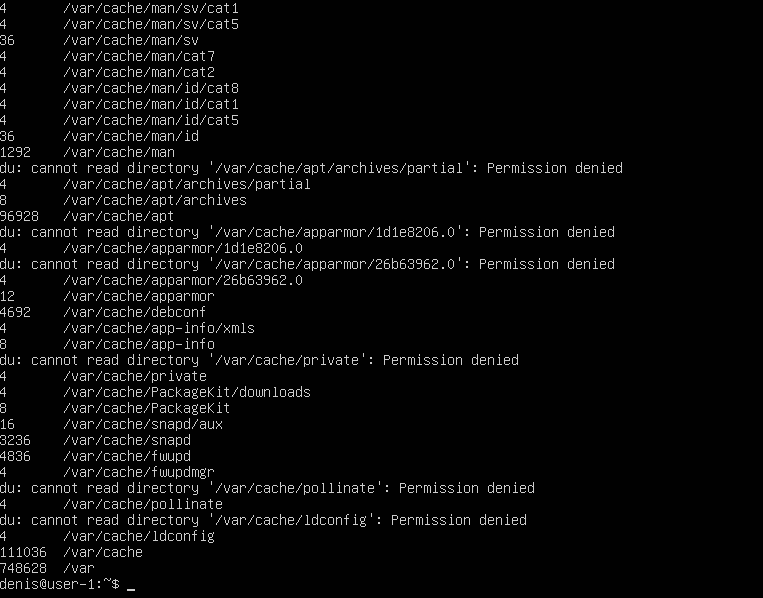 4       /var/cache/man/sv/cat1
4       /var/cache/man/sv/cat5
36      /var/cache/man/sv
4       /var/cache/man/cat7
4       /var/cache/man/cat2
4       /var/cache/man/id/cat8
4       /var/cache/man/id/cat1
4       /var/cache/man/id/cat5
36      /var/cache/man/id
1292    /var/cache/man
du: cannot read directory '/var/cache/apt/archives/partial': Permission denied
4       /var/cache/apt/archives/partial
8       /var/cache/apt/archives
96928   /var/cache/apt
du: cannot read directory '/var/cache/apparmor/1d1e8206.0': Permission denied
4       /var/cache/apparmor/1d1e8206.0
du: cannot read directory '/var/cache/apparmor/26b63962.0': Permission denied
4       /var/cache/apparmor/26b63962.0
12      /var/cache/apparmor
4692    /var/cache/debconf
4       /var/cache/app-info/xmls
8       /var/cache/app-info
du: cannot read directory '/var/cache/private': Permission denied
4       /var/cache/private
4       /var/cache/PackageKit/downloads
8       /var/cache/PackageKit
16      /var/cache/snapd/aux
3236    /var/cache/snapd
4836    /var/cache/fwupd
4       /var/cache/fwupdmgr
du: cannot read directory '/var/cache/pollinate': Permission denied
4       /var/cache/pollinate
du: cannot read directory '/var/cache/ldconfig': Permission denied
4       /var/cache/ldconfig
111036  /var/cache
748628  /var
denis@user-1:~$ _